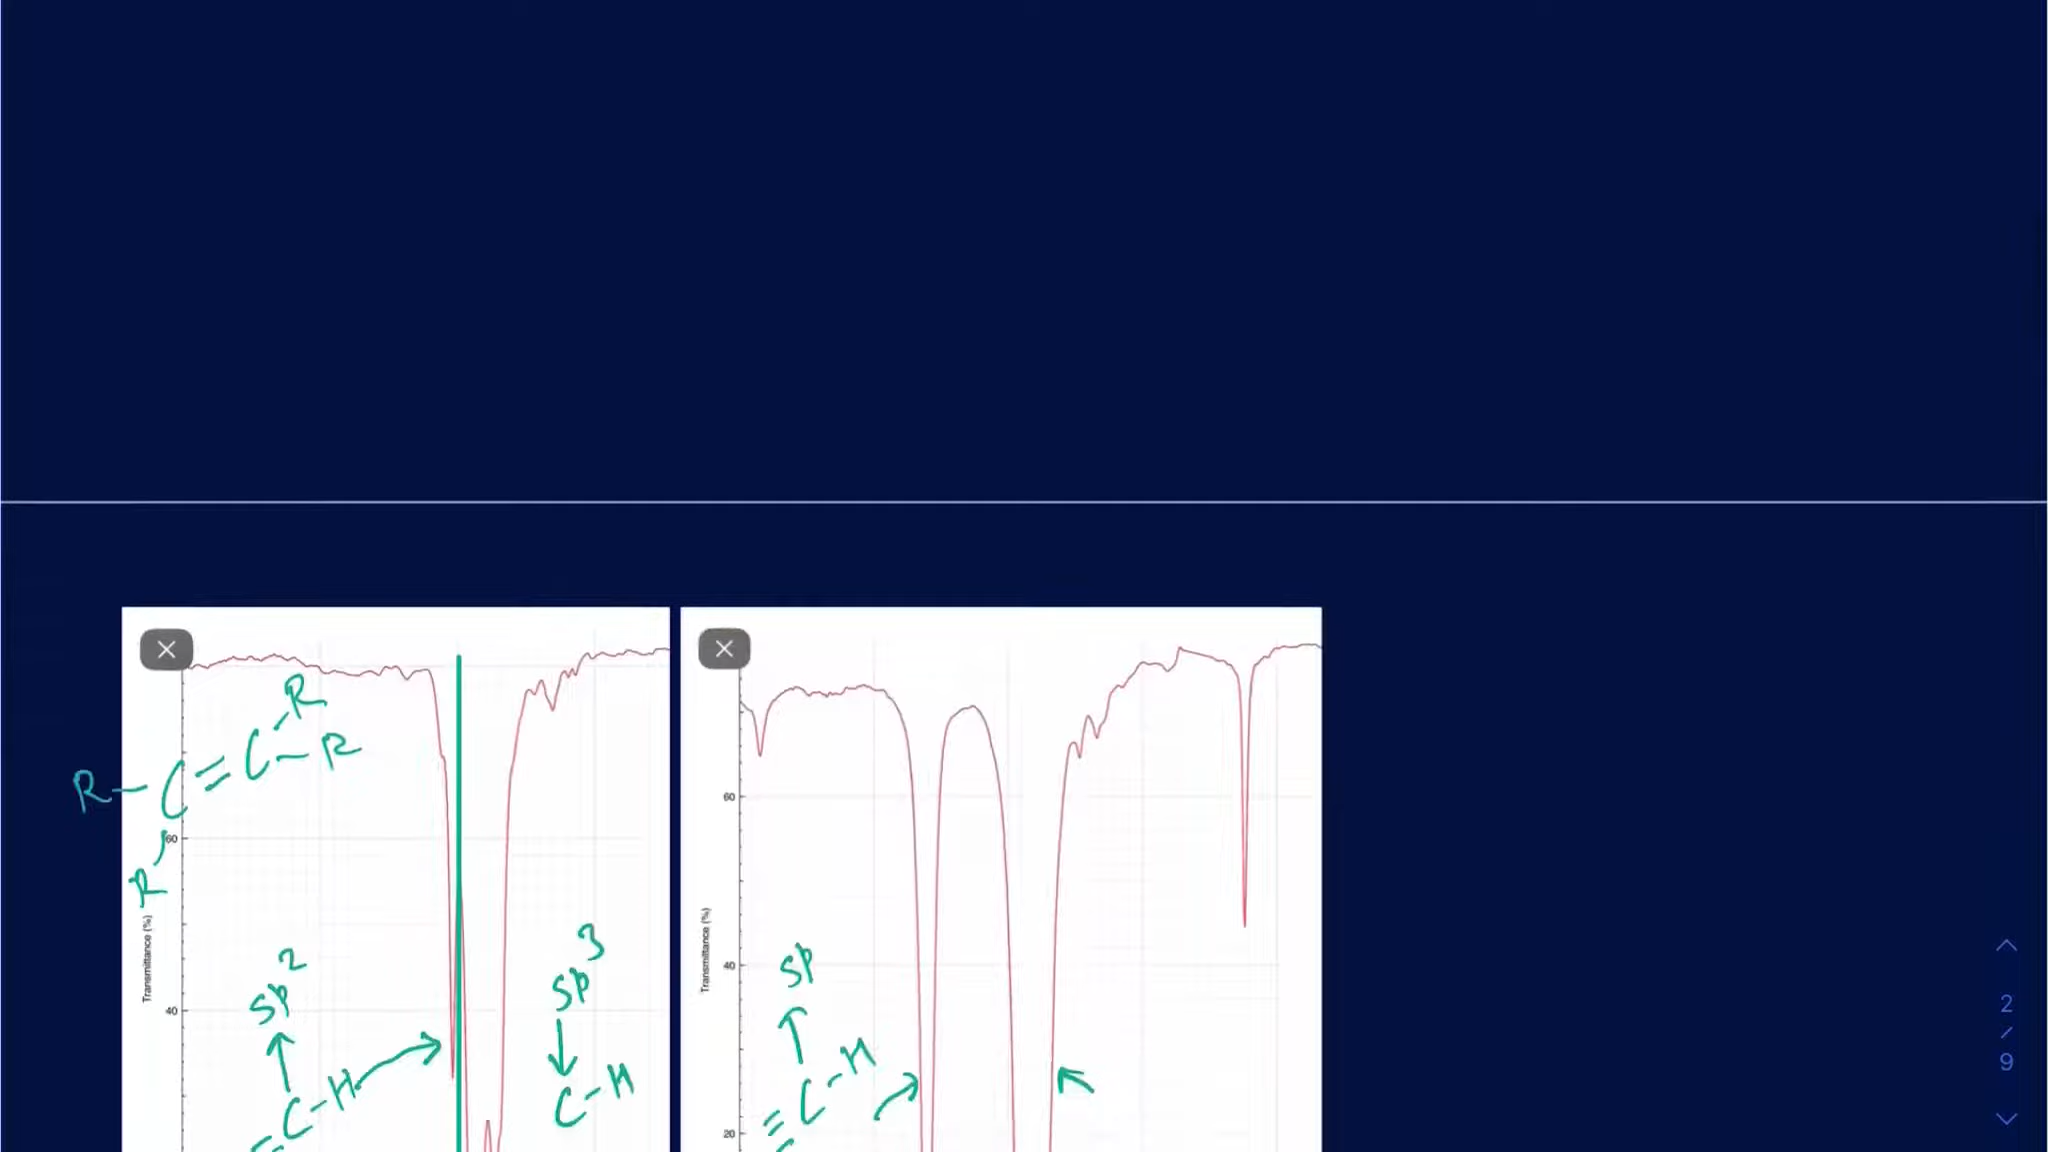 R
R - C = C - R
R
60
Transmittance (%)
sp2
40
C-H
sp3
C-H
60
Transmittance (%)
40
sp
C-H
20
2
/
9